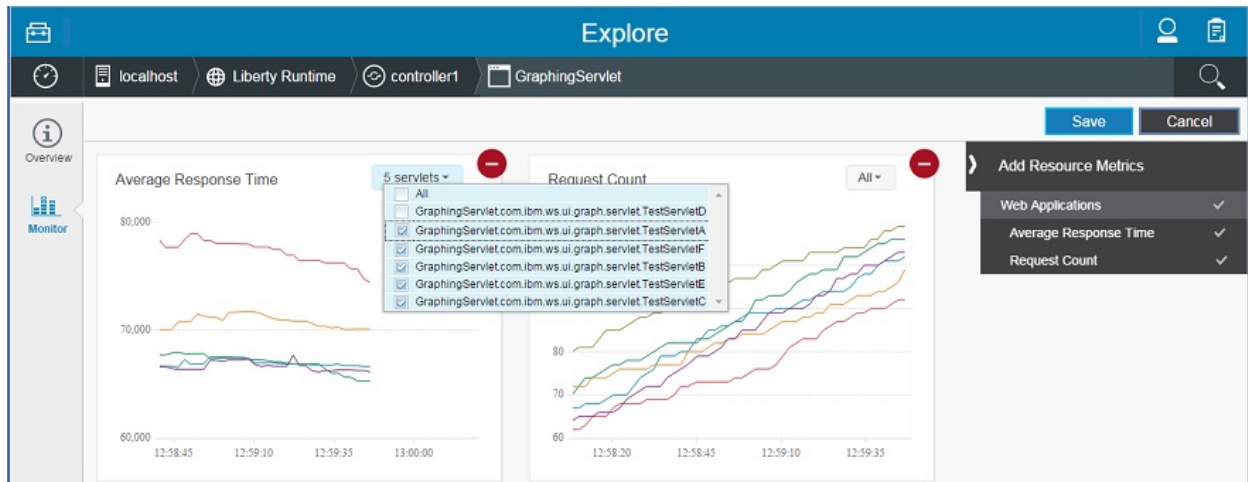 Explore
localhost Liberty Runtime controller1 GraphingServlet
Save Cancel
Overview
Monitor
Average Response Time
5 servlets
All
GraphingServlet.com.ibm.ws.ui.graph.servlet.TestServletD
GraphingServlet.com.ibm.ws.ui.graph.servlet.TestServletA
GraphingServlet.com.ibm.ws.ui.graph.servlet.TestServletF
GraphingServlet.com.ibm.ws.ui.graph.servlet.TestServletB
GraphingServlet.com.ibm.ws.ui.graph.servlet.TestServletE
GraphingServlet.com.ibm.ws.ui.graph.servlet.TestServletC
80,000
70,000
60,000
12:58:45 12:59:10 12:59:35 13:00:00
Request Count
All
80
70
60
12:58:20 12:58:45 12:59:10 12:59:35
Add Resource Metrics
Web Applications
Average Response Time
Request Count